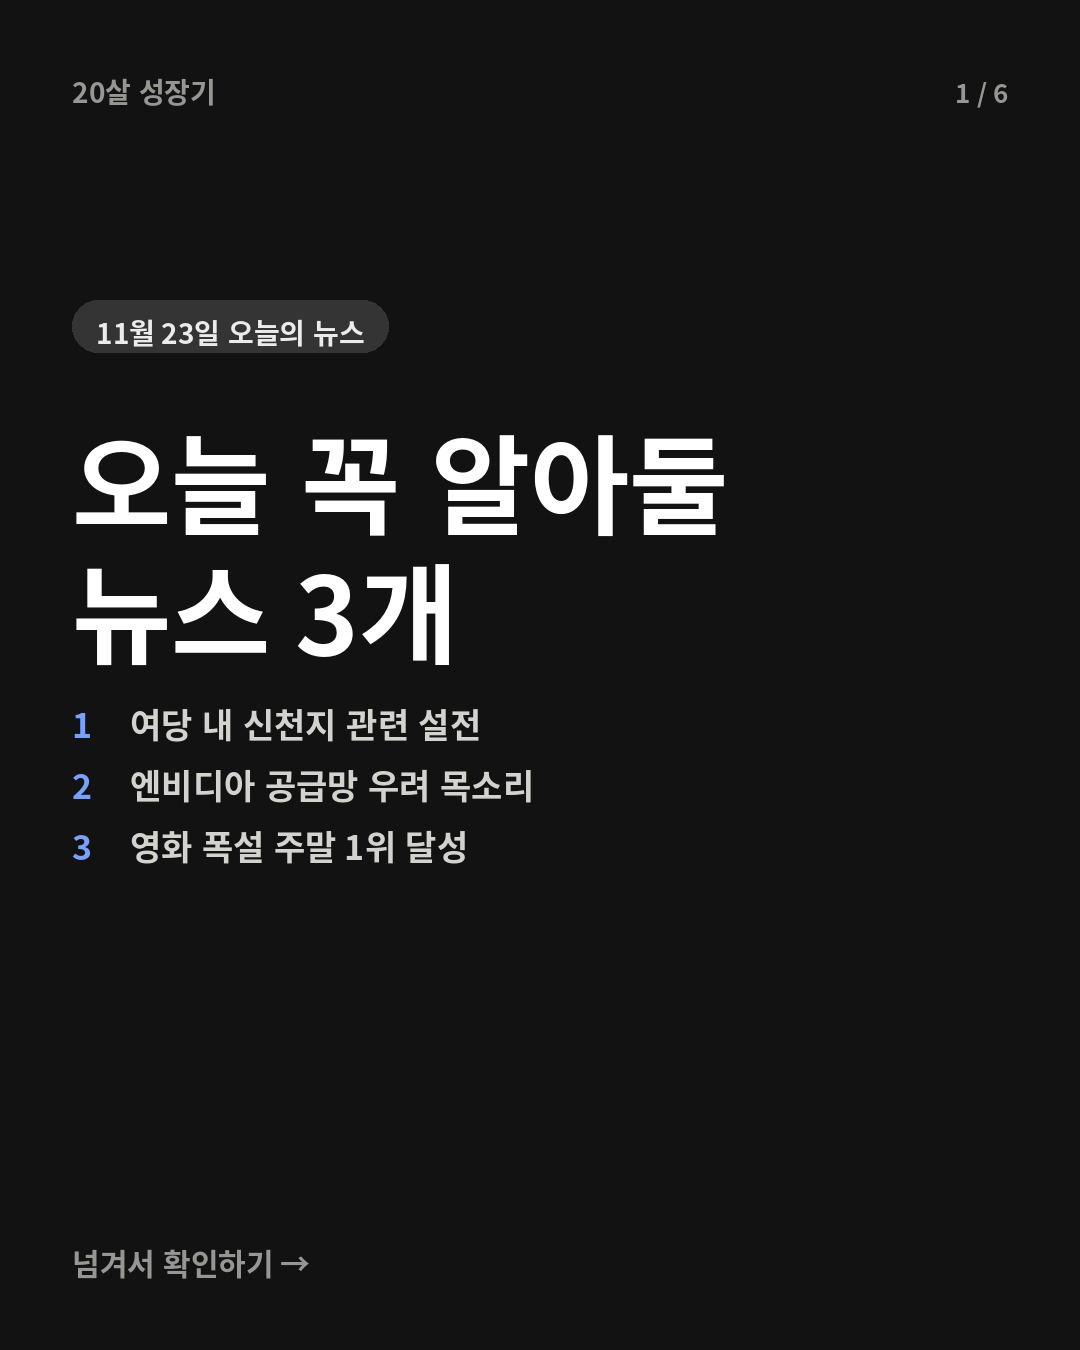 20살 성장기
1 / 6
11월 23일 오늘의 뉴스
오늘 꼭 알아둘
뉴스 3개
1 여당 내 신천지 관련 설전
2 엔비디아 공급망 우려 목소리
3 영화 폭설 주말 1위 달성
넘겨서 확인하기 →